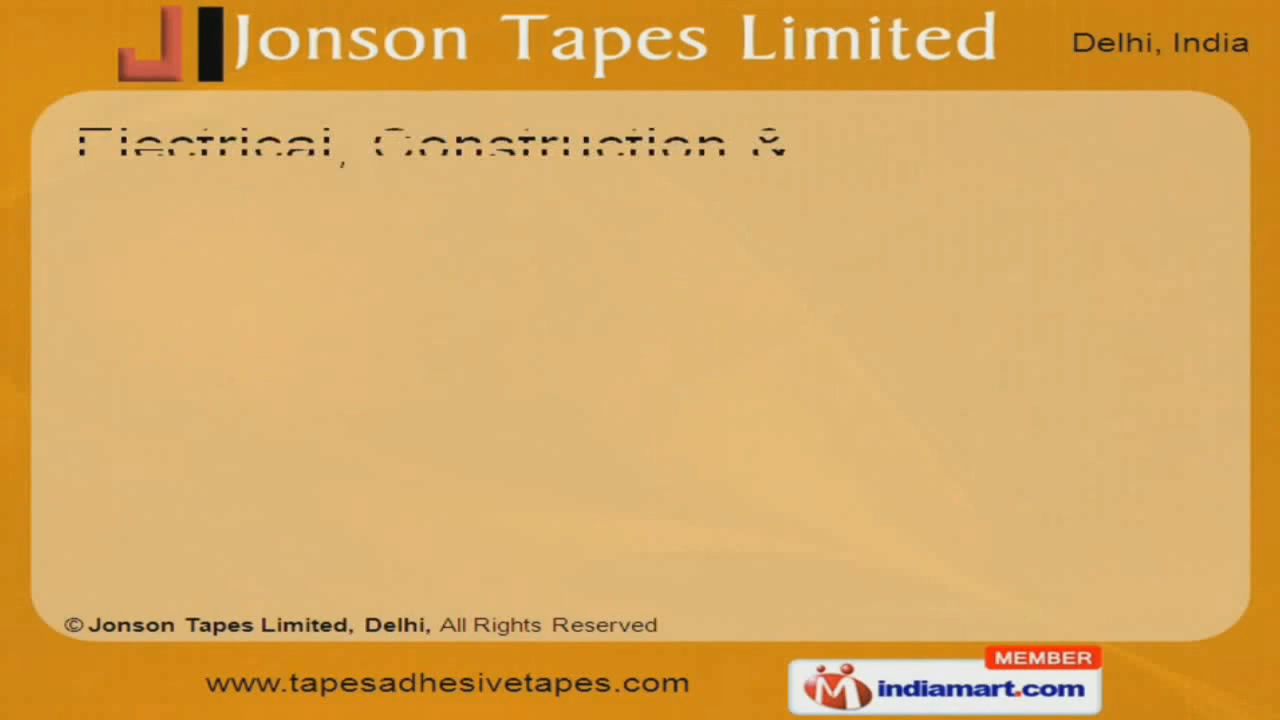 Jonson Tapes Limited
Delhi, India
Electrical, Construction &
© Jonson Tapes Limited, Delhi, All Rights Reserved
www.tapesadhesivetapes.com
MEMBER
indiamart.com